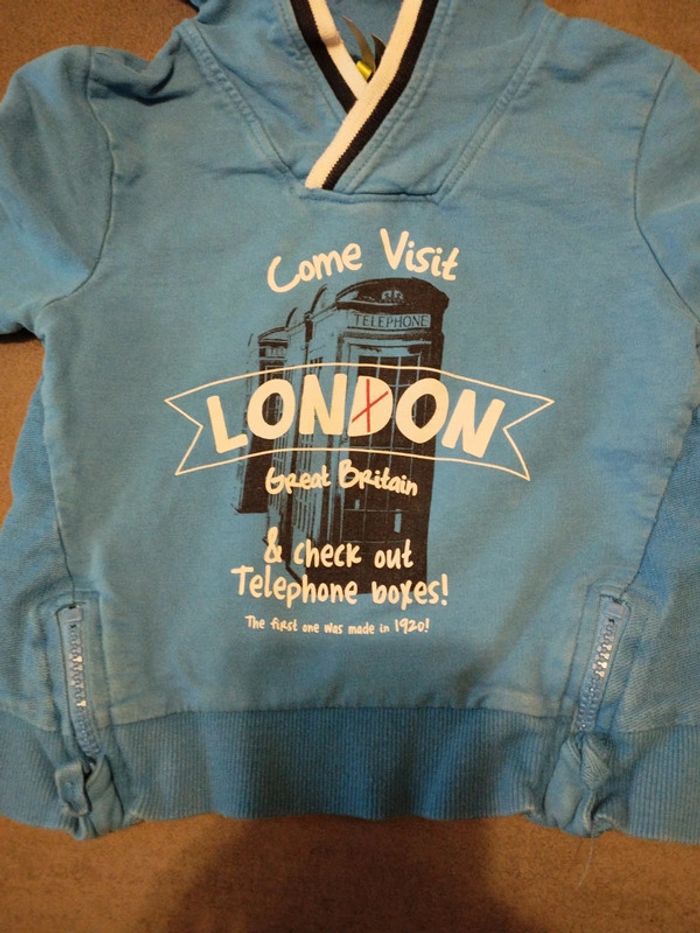 Come Visit
TELEPHONE
LONDON
Great Britain
& check out
Telephone boxes!
The first one was made in 1920!